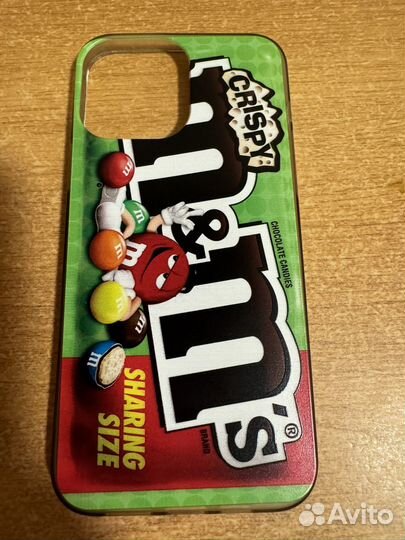 CRISPY
m&m's®
CHOCOLATE CANDIES
BRAND
SHARING
SIZE
m
m
m
m
m
m
Avito